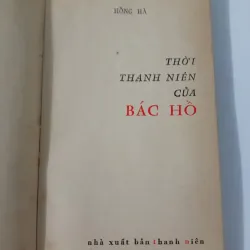 HỒNG HÀ
THỜI
THANH NIÊN
CỦA
BÁC HỒ
nhà xuất bản thanh niên